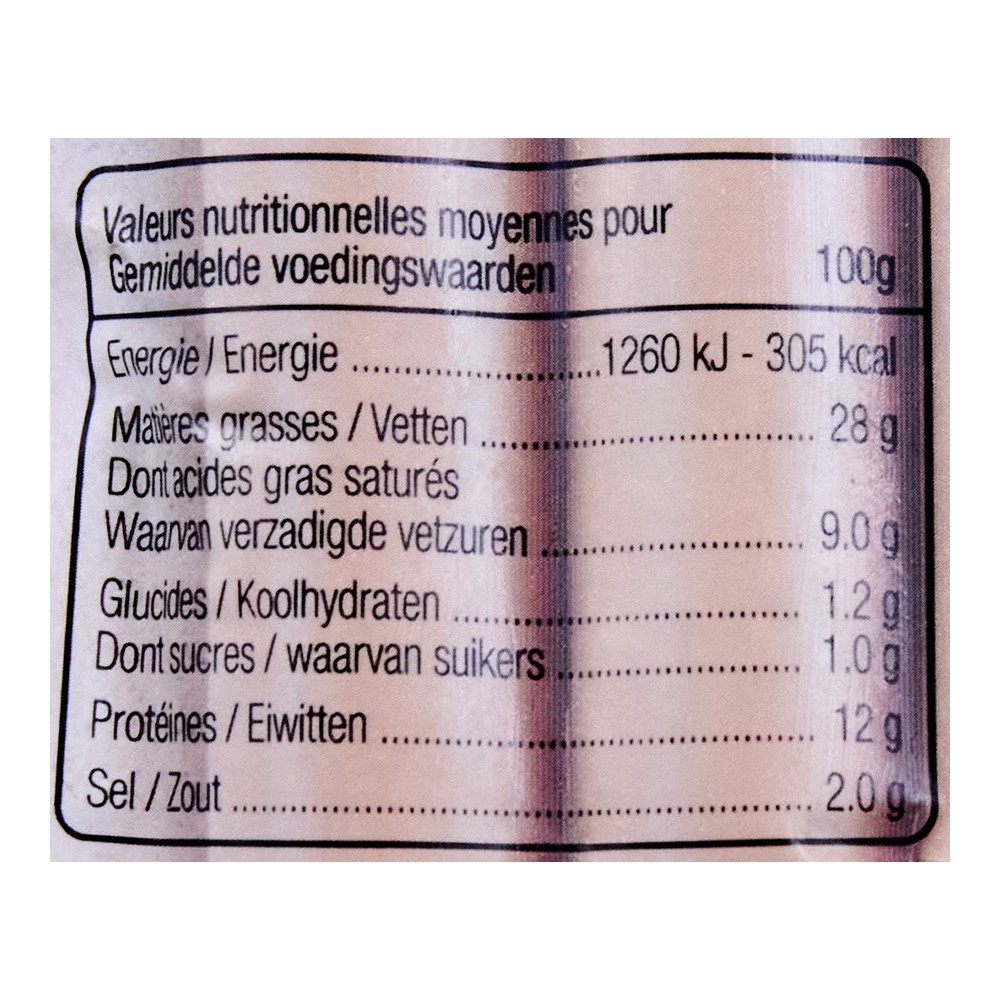 Valeurs nutritionnelles moyennes pour
Gemiddelde voedingswaarden 100g
Energie / Energie ........................ 1260 kJ - 305 kcal
Matières grasses / Vetten ........................ 28 g
Dont acides gras saturés
Waarvan verzadigde vetzuren ........................ 9.0 g
Glucides / Koolhydraten ........................ 1.2 g
Dont sucres / waarvan suikers ........................ 1.0 g
Protéines / Eiwitten ........................ 12 g
Sel / Zout ........................ 2.0 g